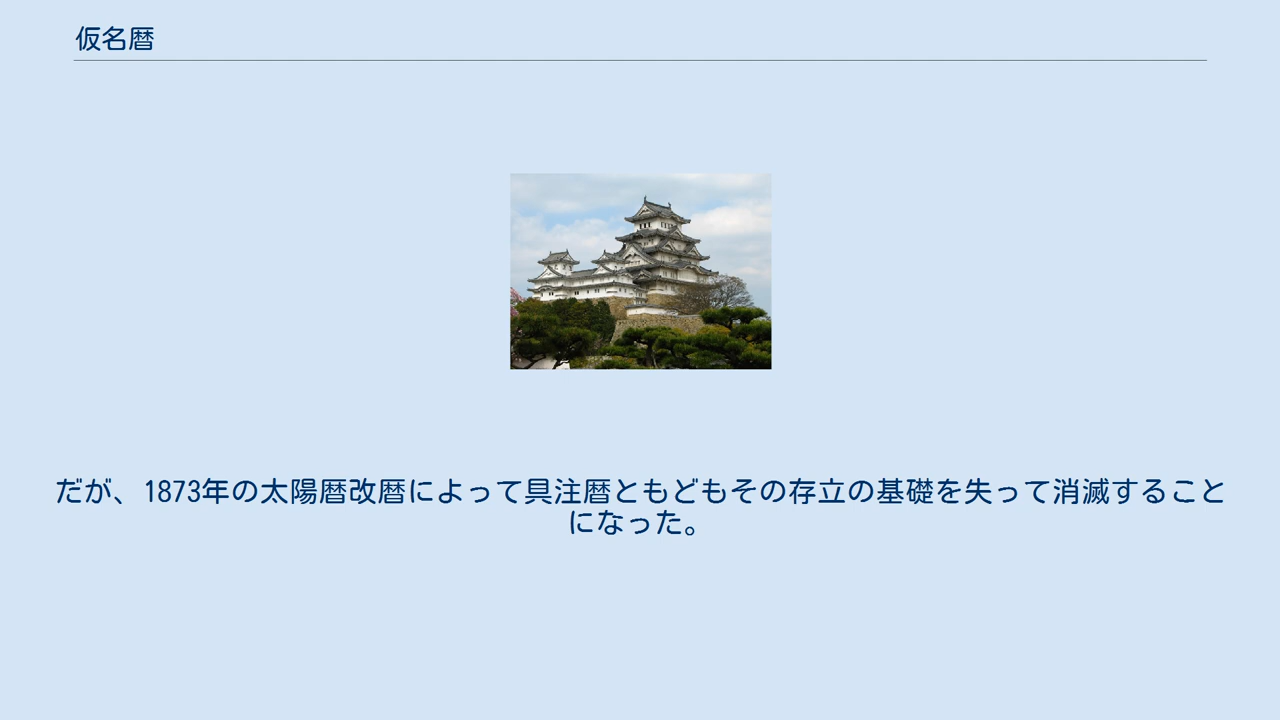 仮名暦
だが、1873年の太陽暦改暦によって具注暦ともどもその存立の基礎を失って消滅すること
になった。